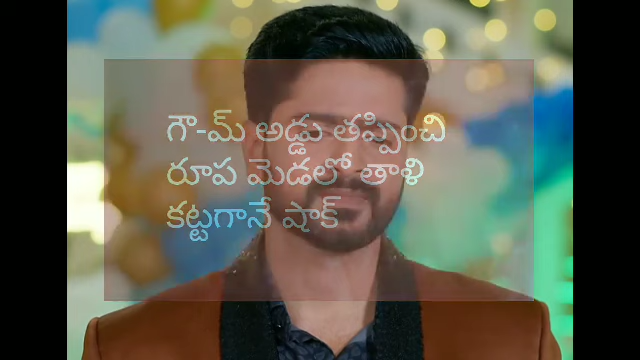 గౌ-మ్ అడ్డు తప్పించి
రూప మెడలో తాళి
కట్టగానే షాక్